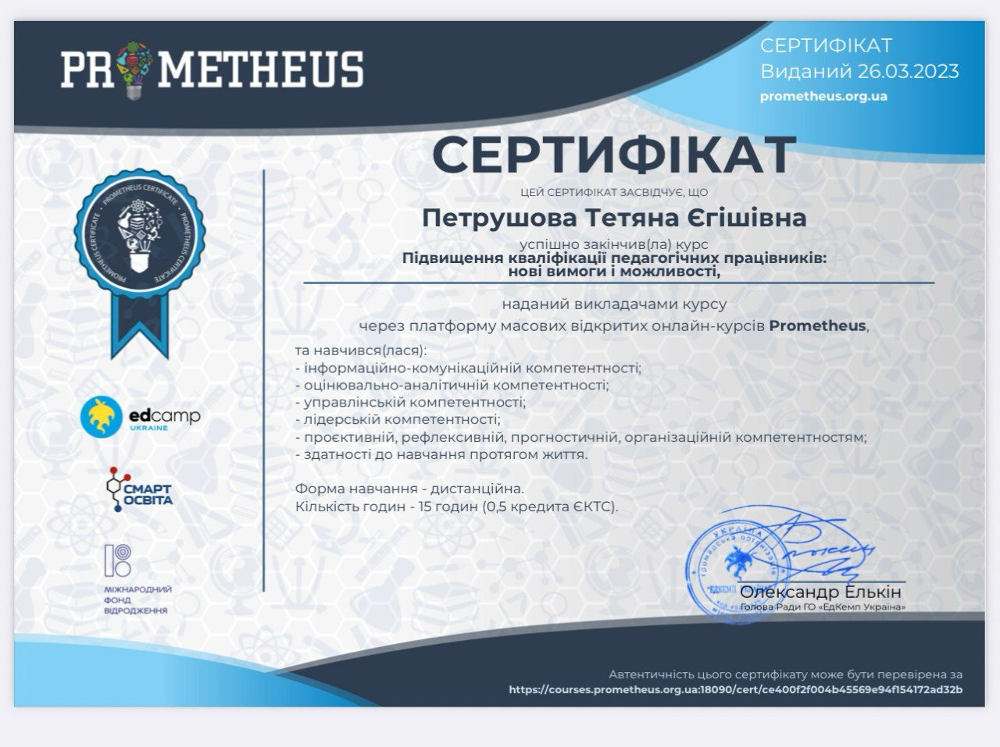 PROMETHEUS
СЕРТИФІКАТ
Виданий 26.03.2023
prometheus.org.ua
СЕРТИФІКАТ
ЦЕЙ СЕРТИФІКАТ ЗАСВІДЧУЄ, ЩО
Петрушова Тетяна Єгішівна
успішно закінчив(ла) курс
Підвищення кваліфікації педагогічних працівників:
нові вимоги і можливості,
наданий викладачами курсу
через платформу масових відкритих онлайн-курсів Prometheus,
та навчився(лася):
- інформаційно-комунікаційній компетентності;
- оцінювально-аналітичній компетентності;
- управлінській компетентності;
- лідерській компетентності;
- проєктивній, рефлексивній, прогностичній, організаційній компетентностям;
- здатності до навчання протягом життя.
Форма навчання - дистанційна.
Кількість годин - 15 годин (0,5 кредита ЄКТС).
PROMETHEUS CERTIFICATE · PROMETHEUS CERTIFICATE · PROMETHEUS CERTIFICATE ·
edcamp
UKRAINE
СМАРТ
ОСВІТА
МІЖНАРОДНИЙ
ФОНД
ВІДРОДЖЕННЯ
УКРАЇНА
громадська організація
Олександр Елькін
Голова Ради ГО «ЕдКемп Україна»
Автентичність цього сертифікату може бути перевірена за
https://courses.prometheus.org.ua:18090/cert/ce400f2f004b45569e94f154172ad32b